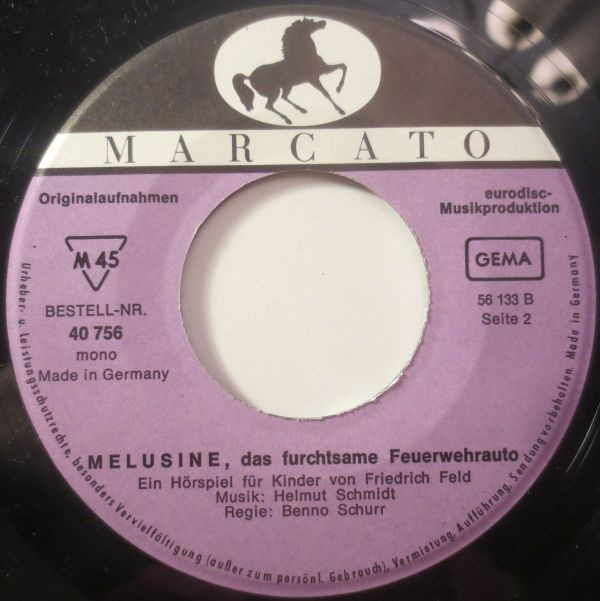 MARCATO
Originalaufnahmen
eurodisc-
Musikproduktion
M 45
GEMA
BESTELL-NR.
40 756
mono
Made in Germany
56 133 B
Seite 2
MELUSINE, das furchtsame Feuerwehrauto
Ein Hörspiel für Kinder von Friedrich Feld
Musik: Helmut Schmidt
Regie: Benno Schurr
Urheber- u. Leistungsschutzrechte, besonders Vervielfältigung (außer zum persönl. Gebrauch), Vermietung, Aufführung, Sendung vorbehalten. Made in Germany